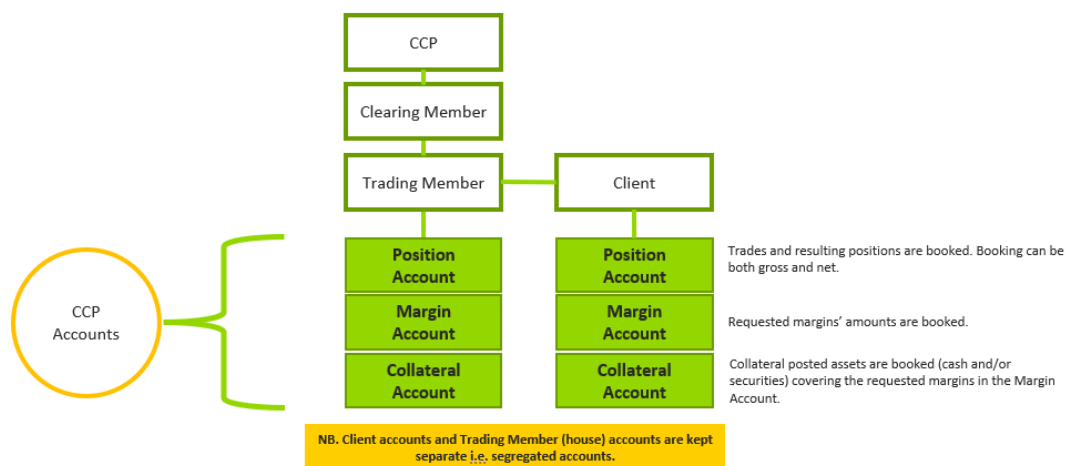 CCP
Clearing Member
Trading Member
Client
CCP
Accounts
Position
Account
Position
Account
Trades and resulting positions are booked. Booking can be
both gross and net.
Margin
Account
Margin
Account
Requested margins’ amounts are booked.
Collateral
Account
Collateral
Account
Collateral posted assets are booked (cash and/or
securities) covering the requested margins in the Margin
Account.
NB. Client accounts and Trading Member (house) accounts are kept
separate i.e. segregated accounts.